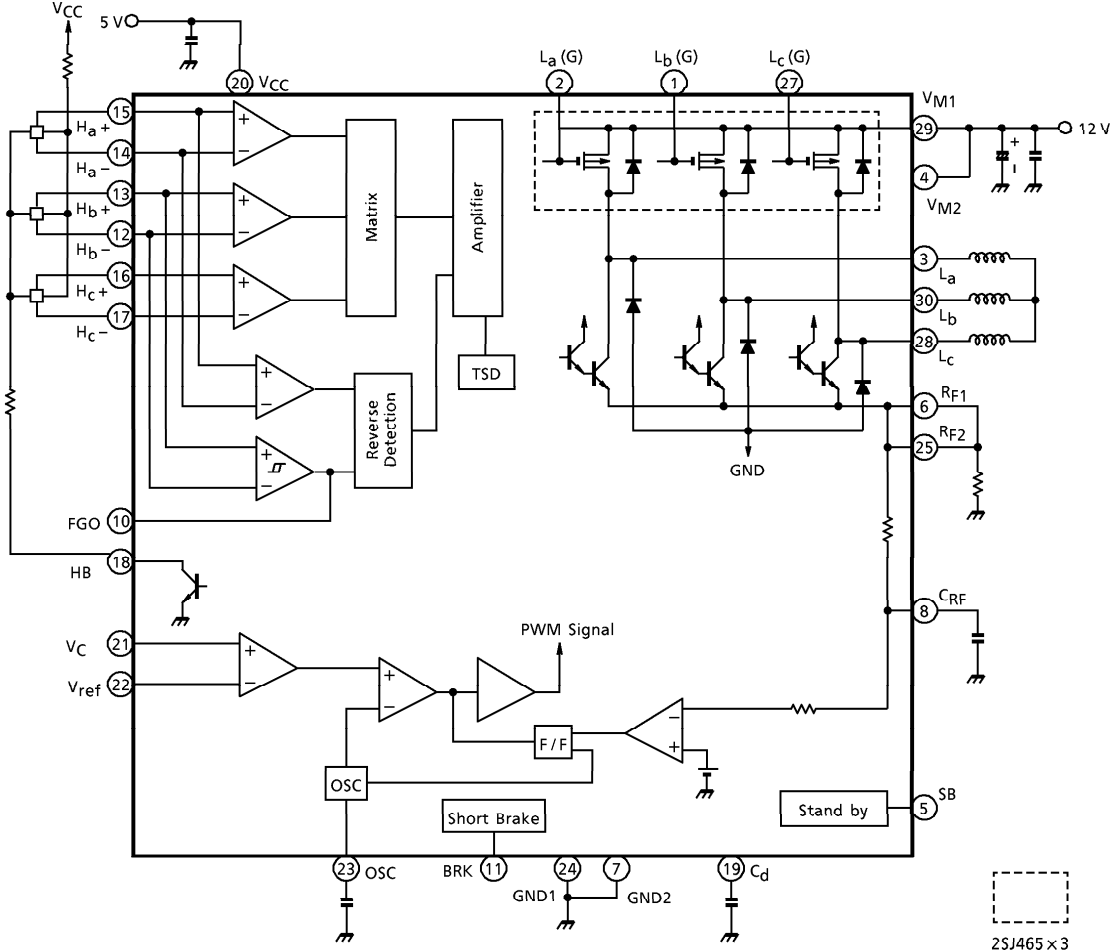 VCC
5 V
20
VCC
La (G)
2
Lb (G)
1
Lc (G)
27
VM1
29
12 V
4
VM2
15
Ha+
14
Ha−
13
Hb+
12
Hb−
16
Hc+
17
Hc−
+
−
+
−
+
−
Matrix
Amplifier
TSD
+
−
+
−
Reverse
Detection
+
−
3
La
30
Lb
28
Lc
6
RF1
25
RF2
GND
FGO
10
18
HB
8
CRF
VC
21
Vref
22
+
−
+
−
PWM Signal
F/F
−
+
OSC
Short Brake
Stand by
SB
5
23
OSC
BRK
11
24
GND1
7
GND2
19
Cd
2SJ465 × 3